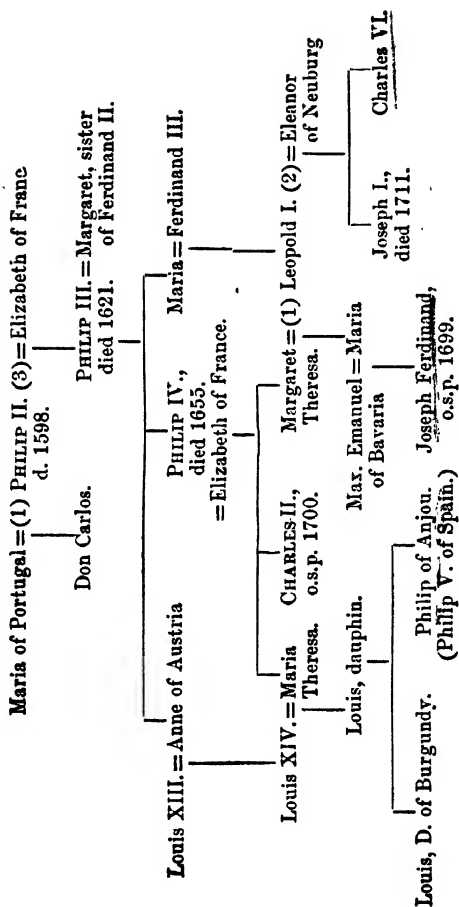 Maria of Portugal=(1) PHILIP II. (3)=Elizabeth of Franc
d. 1598.
Don Carlos.
PHILIP III.=Margaret, sister
died 1621. of Ferdinand II.
Louis XIII.=Anne of Austria
PHILIP IV.,
died 1655.
=Elizabeth of France.
Maria=Ferdinand III.
Louis XIV.=Maria
Theresa.
CHARLES II.,
o.s.p. 1700.
Margaret=(1) Leopold I. (2)=Eleanor
Theresa. of Neuburg
Louis, dauphin.
Max. Emanuel=Maria
of Bavaria
Joseph I.,
died 1711.
Charles VI.
Louis, D. of Burgundy.
Philip of Anjou.
(Philip V. of Spain.)
Joseph Ferdinand,
o.s.p. 1699.